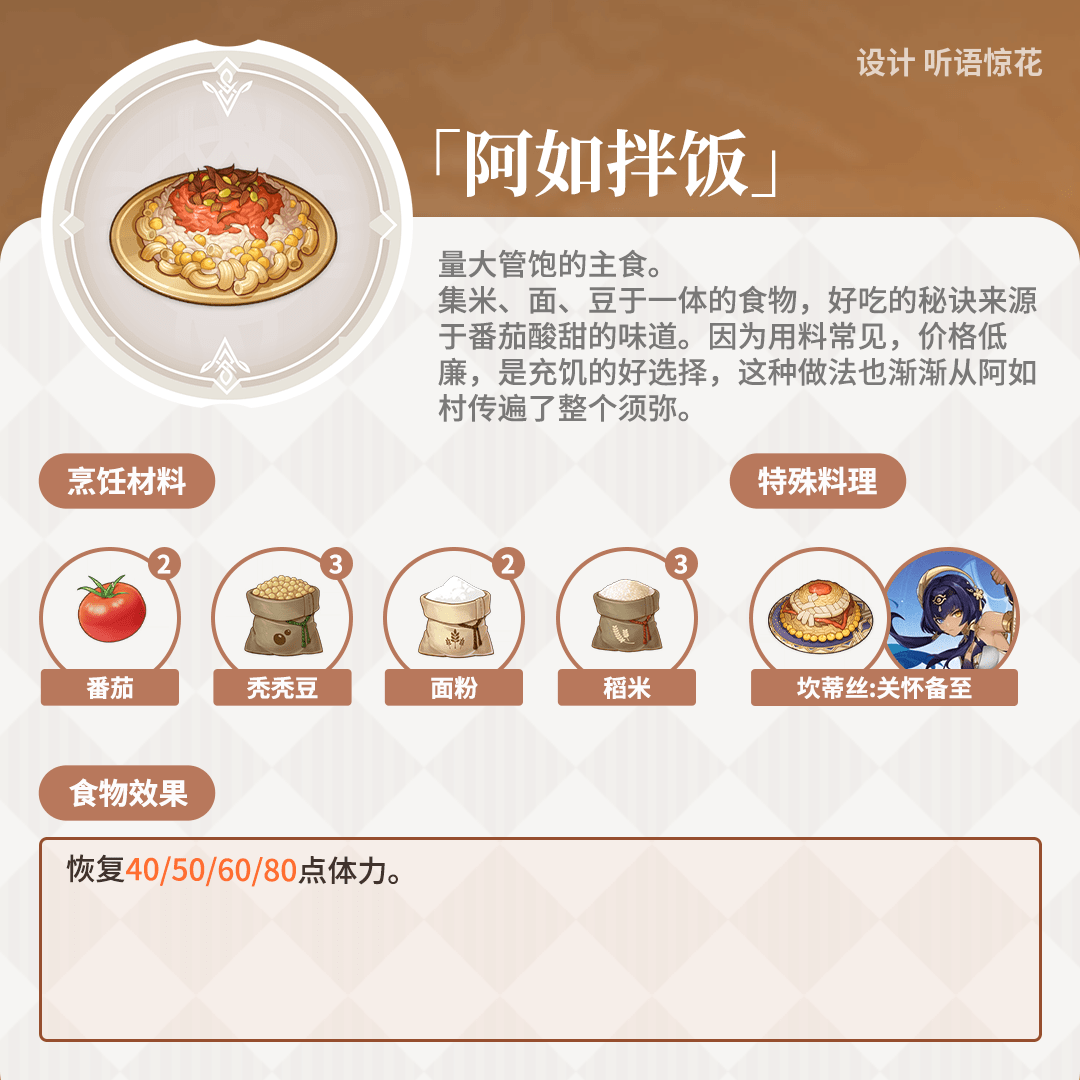 设计 听语惊花
「阿如拌饭」
量大管饱的主食。
集米、面、豆于一体的食物，好吃的秘诀来源
于番茄酸甜的味道。因为用料常见，价格低
廉，是充饥的好选择，这种做法也渐渐从阿如
村传遍了整个须弥。
烹饪材料
特殊料理
2
3
2
3
番茄
秃秃豆
面粉
稻米
坎蒂丝:关怀备至
食物效果
恢复40/50/60/80点体力。